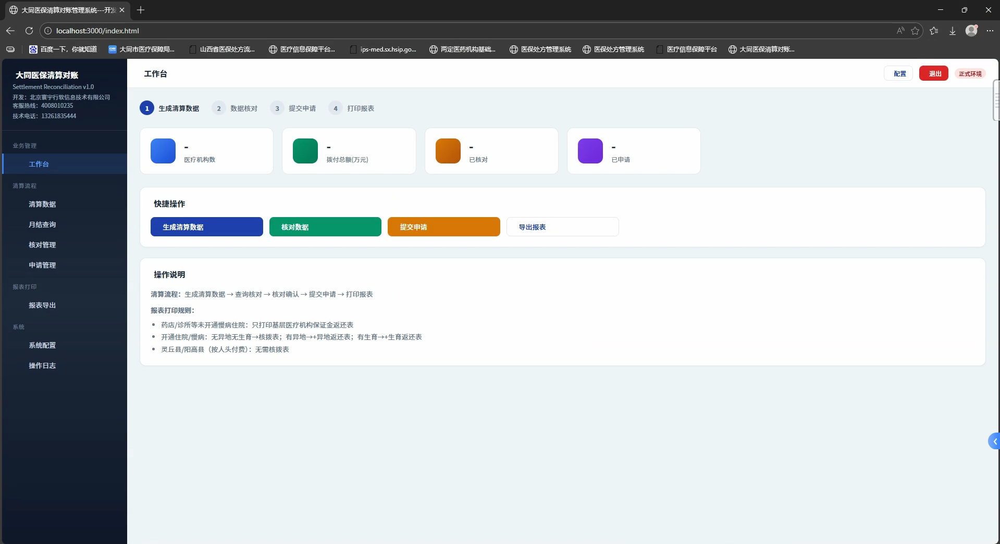 大同医保清算对账管理系统---开发
localhost:3000/index.html
百度一下，你就知道
大同市医疗保障局...
山西省医保处方流...
医疗信息保障平台...
ips-med.sx.hsip.go...
两定医药机构基础...
医保处方管理系统
医保处方管理系统
医疗信息保障平台
大同医保清算对账...
大同医保清算对账
Settlement Reconciliation v1.0
开发：北京寰宇行软信息技术有限公司
客服热线：4008010235
技术电话：13261835444
业务管理
工作台
清算流程
清算数据
月结查询
核对管理
申请管理
报表打印
报表导出
系统
系统配置
操作日志
工作台
配置
退出
正式环境
1 生成清算数据
2 数据核对
3 提交申请
4 打印报表
-
医疗机构数
-
拨付总额(万元)
-
已核对
-
已申请
快捷操作
生成清算数据
核对数据
提交申请
导出报表
操作说明
清算流程：生成清算数据 → 查询核对 → 核对确认 → 提交申请 → 打印报表
报表打印规则：
• 药店/诊所等未开通慢病住院：只打印基层医疗机构保证金返还表
• 开通住院/慢病：无异地无生育→核拨表；有异地→+异地返还表；有生育→+生育返还表
• 灵丘县/阳高县（按人头付费）：无需核拨表